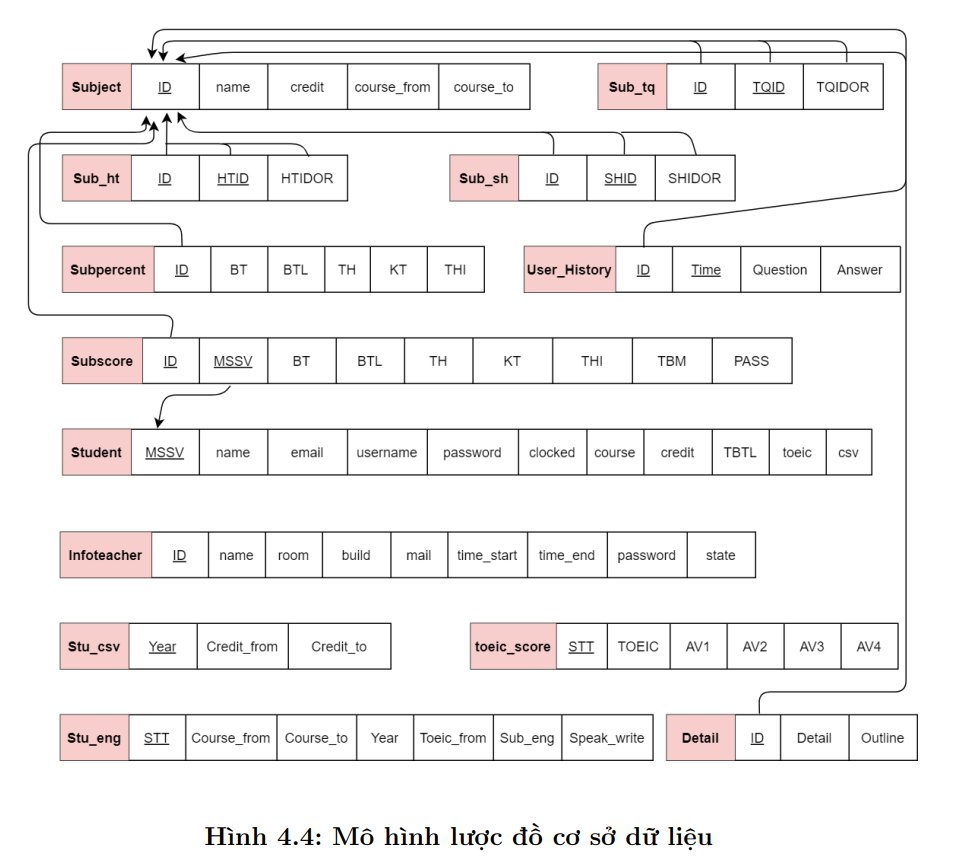 Subject ID name credit course_from course_to
Sub_tq ID TQID TQIDOR
Sub_ht ID HTID HTIDOR
Sub_sh ID SHID SHIDOR
Subpercent ID BT BTL TH KT THI
User_History ID Time Question Answer
Subscore ID MSSV BT BTL TH KT THI TBM PASS
Student MSSV name email username password clocked course credit TBTL toeic csv
Infoteacher ID name room build mail time_start time_end password state
Stu_csv Year Credit_from Credit_to
toeic_score STT TOEIC AV1 AV2 AV3 AV4
Stu_eng STT Course_from Course_to Year Toeic_from Sub_eng Speak_write
Detail ID Detail Outline
Hình 4.4: Mô hình lược đồ cơ sở dữ liệu